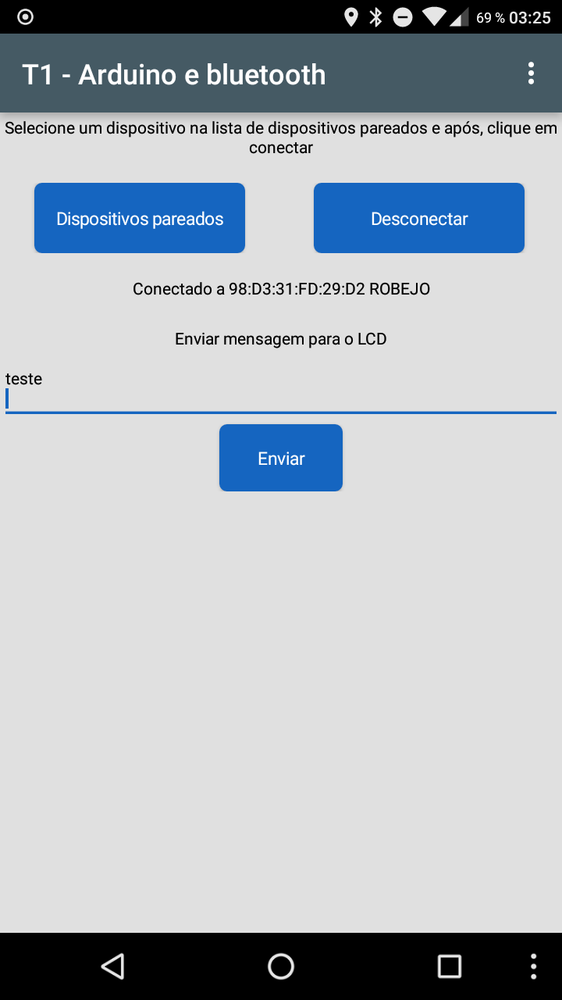 69 % 03:25
T1 - Arduino e bluetooth
Selecione um dispositivo na lista de dispositivos pareados e após, clique em
conectar
Dispositivos pareados
Desconectar
Conectado a 98:D3:31:FD:29:D2 ROBEJO
Enviar mensagem para o LCD
teste
Enviar